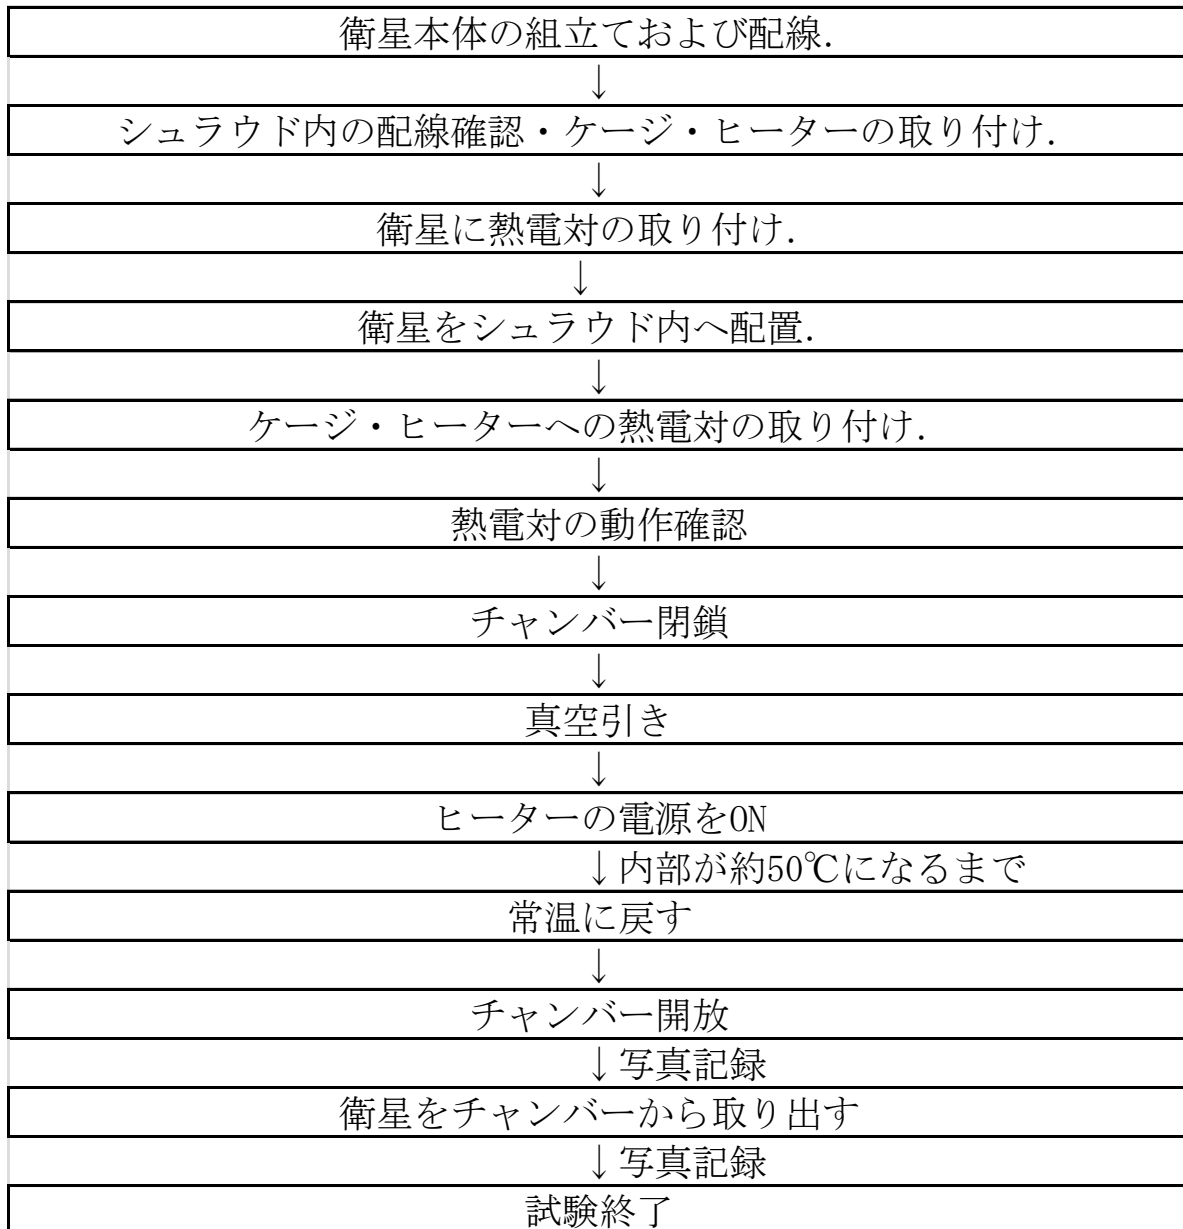 衛星本体の組立ておよび配線.
↓
シュラウド内の配線確認・ケージ・ヒーターの取り付け.
↓
衛星に熱電対の取り付け.
↓
衛星をシュラウド内へ配置.
↓
ケージ・ヒーターへの熱電対の取り付け.
↓
熱電対の動作確認
↓
チャンバー閉鎖
↓
真空引き
↓
ヒーターの電源をON
↓内部が約50℃になるまで
常温に戻す
↓
チャンバー開放
↓写真記録
衛星をチャンバーから取り出す
↓写真記録
試験終了